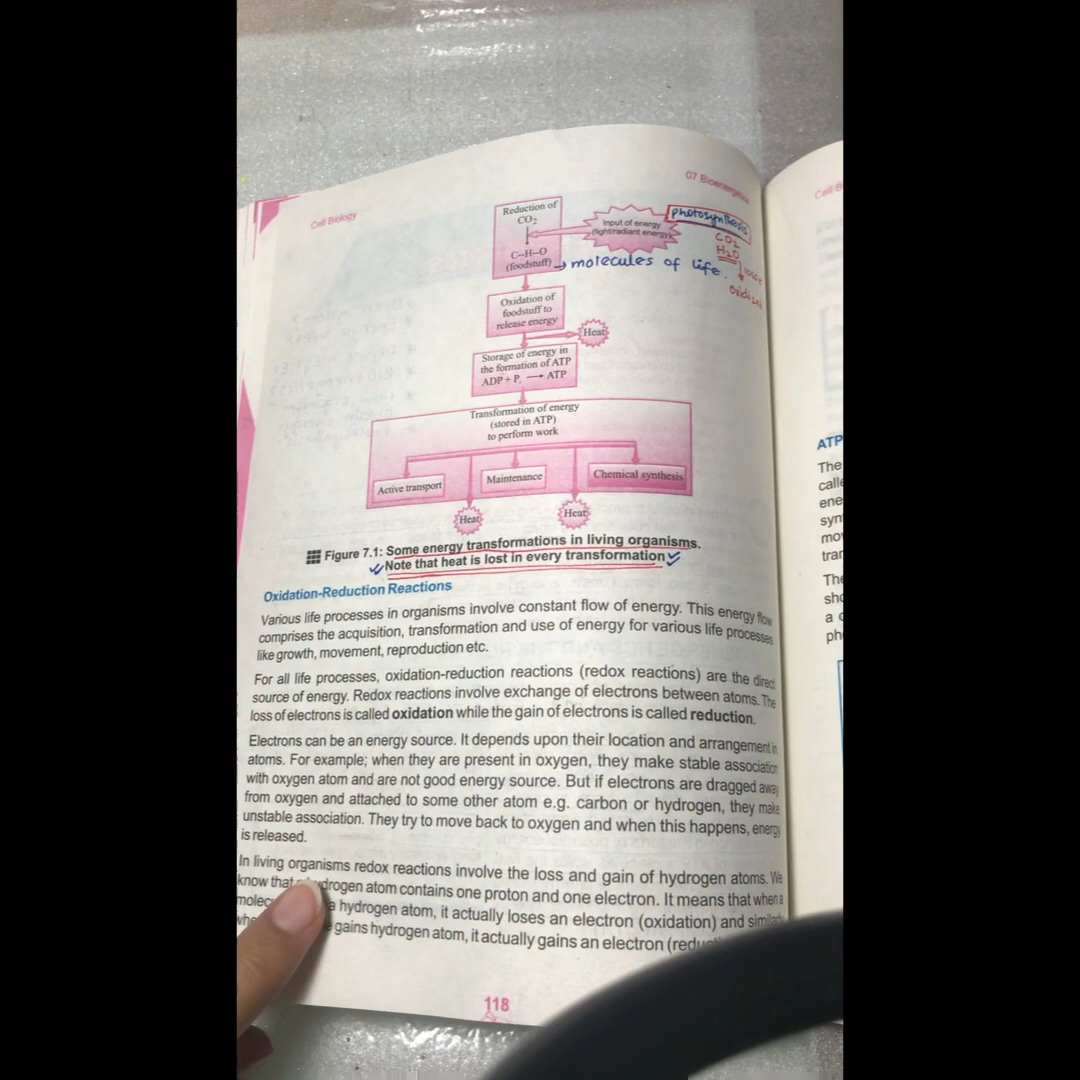 Cell Biology
07 Bioenergetics
Reduction of
CO2
C–H–O
(foodstuff)
Input of energy
(light/radiant energy)
photosynthesis
CO2
H2O
→ molecules of life.
Oxidation of
foodstuff to
release energy
Heat
Storage of energy in
the formation of ATP
ADP + Pi → ATP
Transformation of energy
(stored in ATP)
to perform work
Active transport
Maintenance
Chemical synthesis
Heat
Heat
Figure 7.1: Some energy transformations in living organisms.
Note that heat is lost in every transformation
Oxidation-Reduction Reactions
Various life processes in organisms involve constant flow of energy. This energy flow
comprises the acquisition, transformation and use of energy for various life processes
like growth, movement, reproduction etc.
For all life processes, oxidation-reduction reactions (redox reactions) are the direct
source of energy. Redox reactions involve exchange of electrons between atoms. The
loss of electrons is called oxidation while the gain of electrons is called reduction.
Electrons can be an energy source. It depends upon their location and arrangement in
atoms. For example; when they are present in oxygen, they make stable association
with oxygen atom and are not good energy source. But if electrons are dragged away
from oxygen and attached to some other atom e.g. carbon or hydrogen, they make
unstable association. They try to move back to oxygen and when this happens, energy
is released.
In living organisms redox reactions involve the loss and gain of hydrogen atoms. We
know that hydrogen atom contains one proton and one electron. It means that when a
a hydrogen atom, it actually loses an electron (oxidation) and
gains hydrogen atom, it actually gains an electron
118
ATP
The